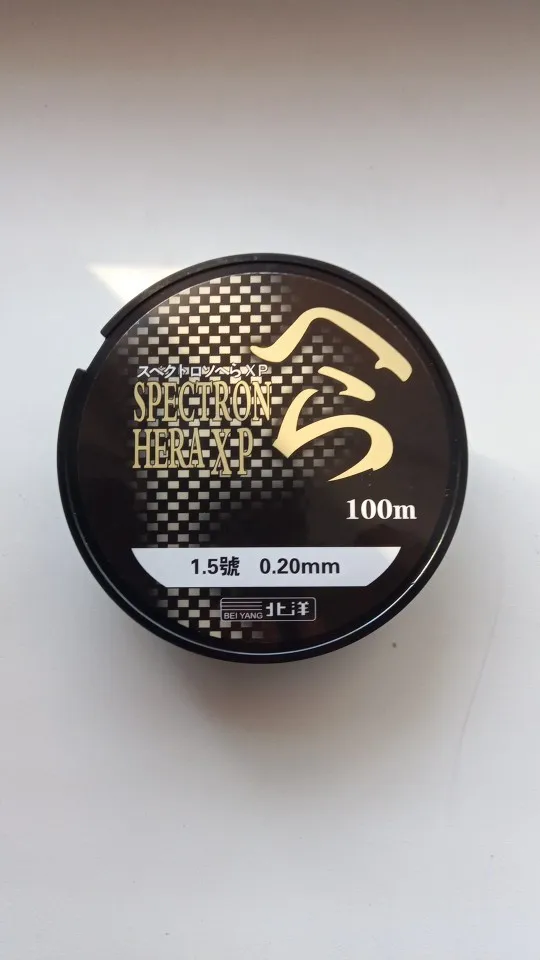 スペクトロンへらXP
SPECTRON
HERA XP
へら
100m
1.5號 0.20mm
BEI YANG 北洋